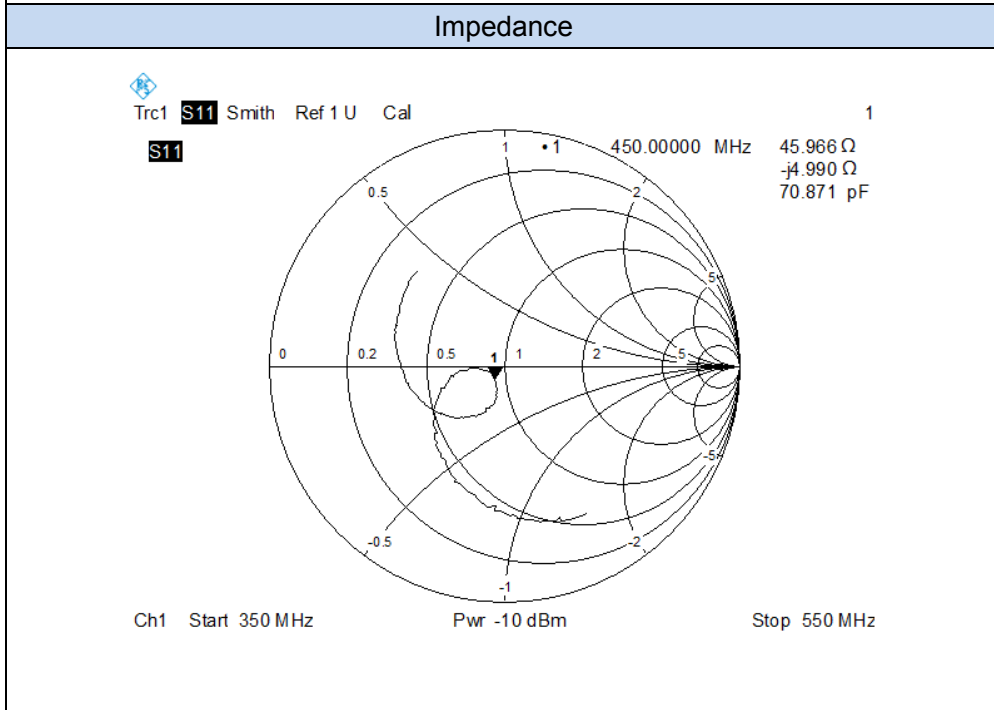 Impedance
R&S
Trc1 S11 Smith Ref 1 U Cal 1
S11
1 • 1 450.00000 MHz 45.966 Ω
-j4.990 Ω
70.871 pF
0.5 2
5
0 0.2 0.5 1 1 2 5
-5
-0.5 -2
-1
Ch1 Start 350 MHz Pwr -10 dBm Stop 550 MHz